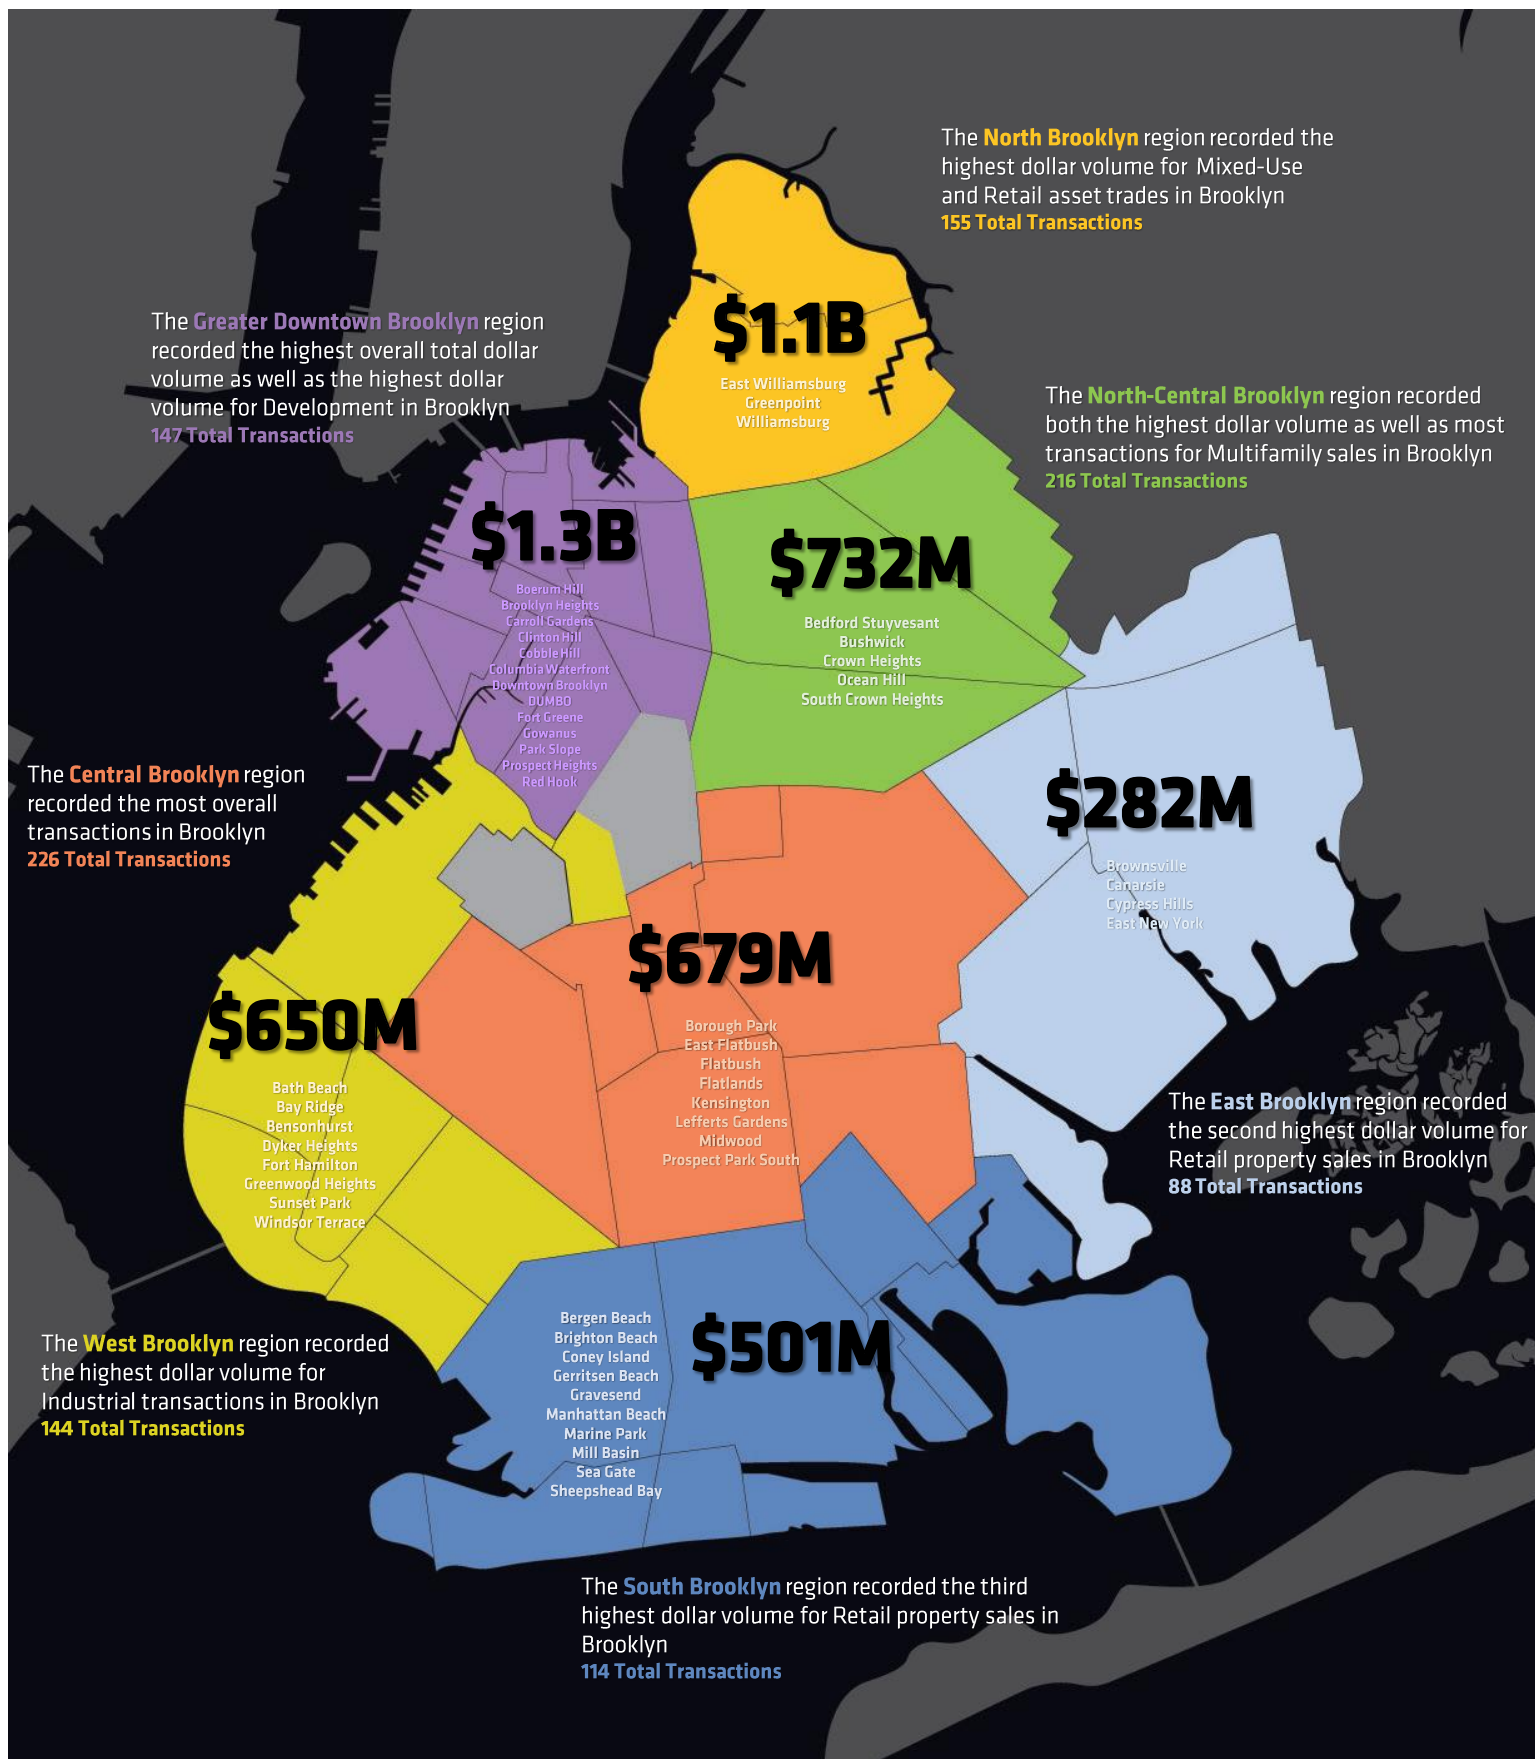 The North Brooklyn region recorded the
highest dollar volume for Mixed-Use
and Retail asset trades in Brooklyn
155 Total Transactions
$1.1B
East Williamsburg
Greenpoint
Williamsburg
The Greater Downtown Brooklyn region
recorded the highest overall total dollar
volume as well as the highest dollar
volume for Development in Brooklyn
147 Total Transactions
The North-Central Brooklyn region recorded
both the highest dollar volume as well as most
transactions for Multifamily sales in Brooklyn
216 Total Transactions
$1.3B
Boerum Hill
Brooklyn Heights
Carroll Gardens
Clinton Hill
Cobble Hill
Columbia Waterfront
Downtown Brooklyn
DUMBO
Fort Greene
Gowanus
Park Slope
Prospect Heights
Red Hook
$732M
Bedford Stuyvesant
Bushwick
Crown Heights
Ocean Hill
South Crown Heights
The Central Brooklyn region
recorded the most overall
transactions in Brooklyn
226 Total Transactions
$282M
Brownsville
Canarsie
Cypress Hills
East New York
$679M
Borough Park
East Flatbush
Flatbush
Flatlands
Kensington
Lefferts Gardens
Midwood
Prospect Park South
$650M
Bath Beach
Bay Ridge
Bensonhurst
Dyker Heights
Fort Hamilton
Greenwood Heights
Sunset Park
Windsor Terrace
The East Brooklyn region recorded
the second highest dollar volume for
Retail property sales in Brooklyn
88 Total Transactions
The West Brooklyn region recorded
the highest dollar volume for
Industrial transactions in Brooklyn
144 Total Transactions
Bergen Beach
Brighton Beach
Coney Island
Gerritsen Beach
Gravesend
Manhattan Beach
Marine Park
Mill Basin
Sea Gate
Sheepshead Bay
$501M
The South Brooklyn region recorded the third
highest dollar volume for Retail property sales in
Brooklyn
114 Total Transactions